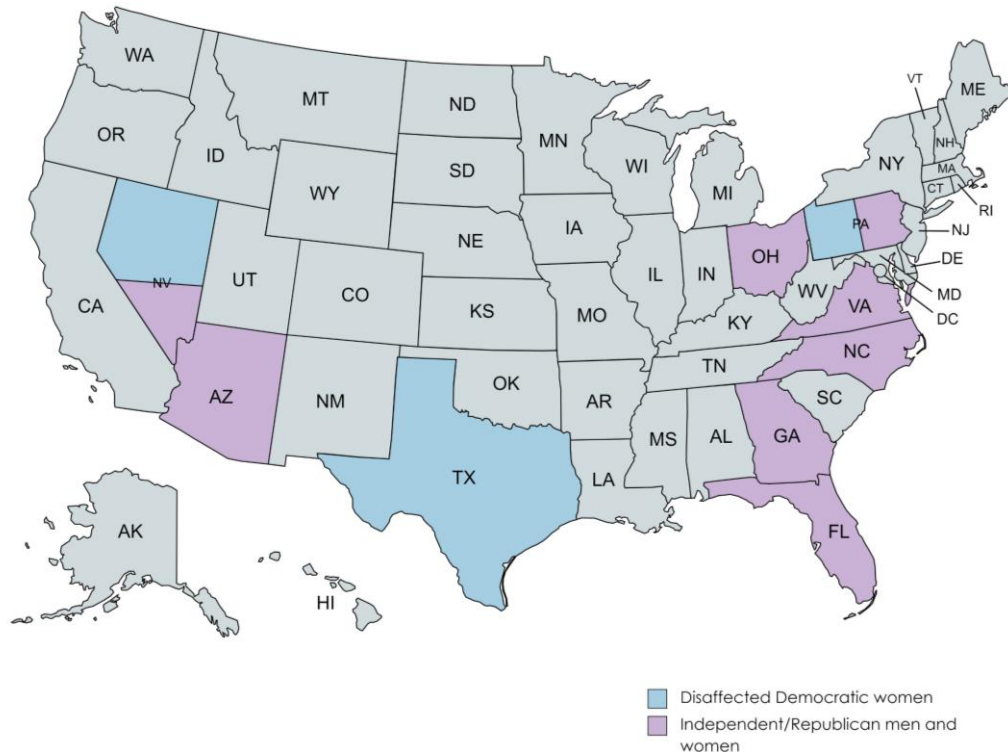 WA
MT
ND
MN
VT
ME
OR
ID
SD
WI
NY
NH
WY
MI
MA
CT
RI
IA
NE
PA
NJ
NV
UT
CO
IL
IN
OH
DE
CA
KS
MO
WV
VA
MD
DC
KY
NC
TN
AZ
NM
OK
AR
SC
MS
AL
GA
TX
LA
AK
FL
HI
Disaffected Democratic women
Independent/Republican men and
women